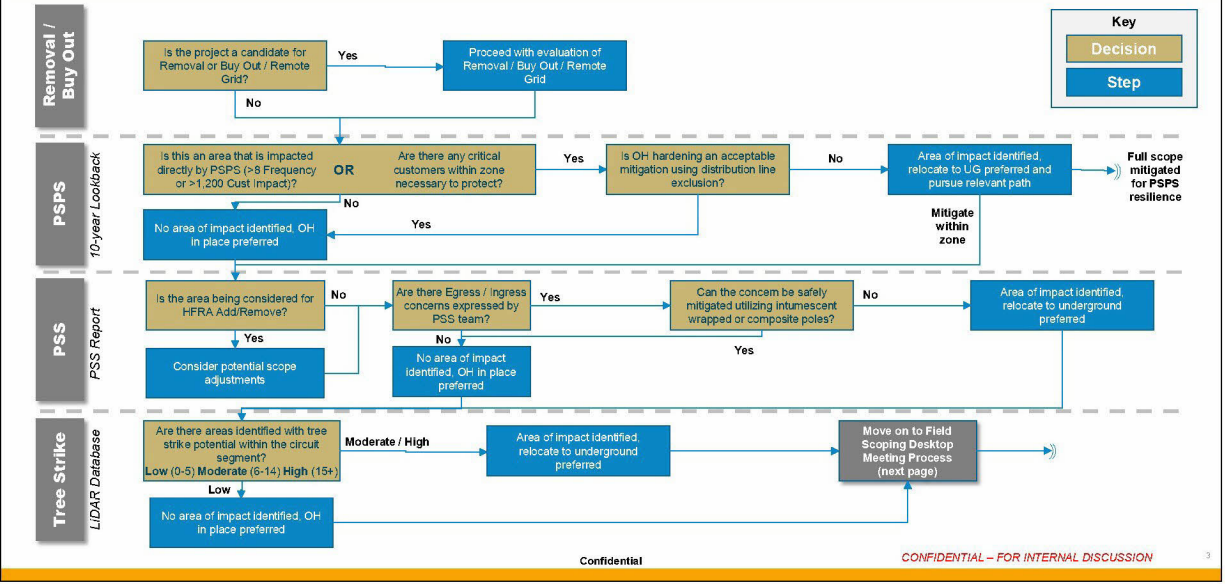 Key
Decision
Step
Removal /
Buy Out
Is the project a candidate for
Removal or Buy Out / Remote
Grid?
Yes
Proceed with evaluation of
Removal / Buy Out / Remote
Grid
No
PSPS
10-year Lookback
Is this an area that is impacted
directly by PSPS (>8 Frequency
or >1,200 Cust Impact)?
OR
Are there any critical
customers within zone
necessary to protect?
Yes
Is OH hardening an acceptable
mitigation using distribution line
exclusion?
No
Area of impact identified,
relocate to UG preferred and
pursue relevant path
Full scope
mitigated
for PSPS
resilience
No
No area of impact identified, OH
in place preferred
Yes
Mitigate
within
zone
PSS
PSS Report
Is the area being considered for
HFRA Add/Remove?
No
Are there Egress / Ingress
concerns expressed by
PSS team?
Yes
Can the concern be safely
mitigated utilizing intumescent
wrapped or composite poles?
No
Area of impact identified,
relocate to underground
preferred
Yes
Consider potential scope
adjustments
No
No area of impact
identified, OH in place
preferred
Yes
Tree Strike
LiDAR Database
Are there areas identified with tree
strike potential within the circuit
segment?
Low (0-5) Moderate (6-14) High (15+)
Moderate / High
Area of impact identified,
relocate to underground
preferred
Move on to Field
Scoping Desktop
Meeting Process
(next page)
Low
No area of impact identified, OH
in place preferred
Confidential
CONFIDENTIAL – FOR INTERNAL DISCUSSION
3